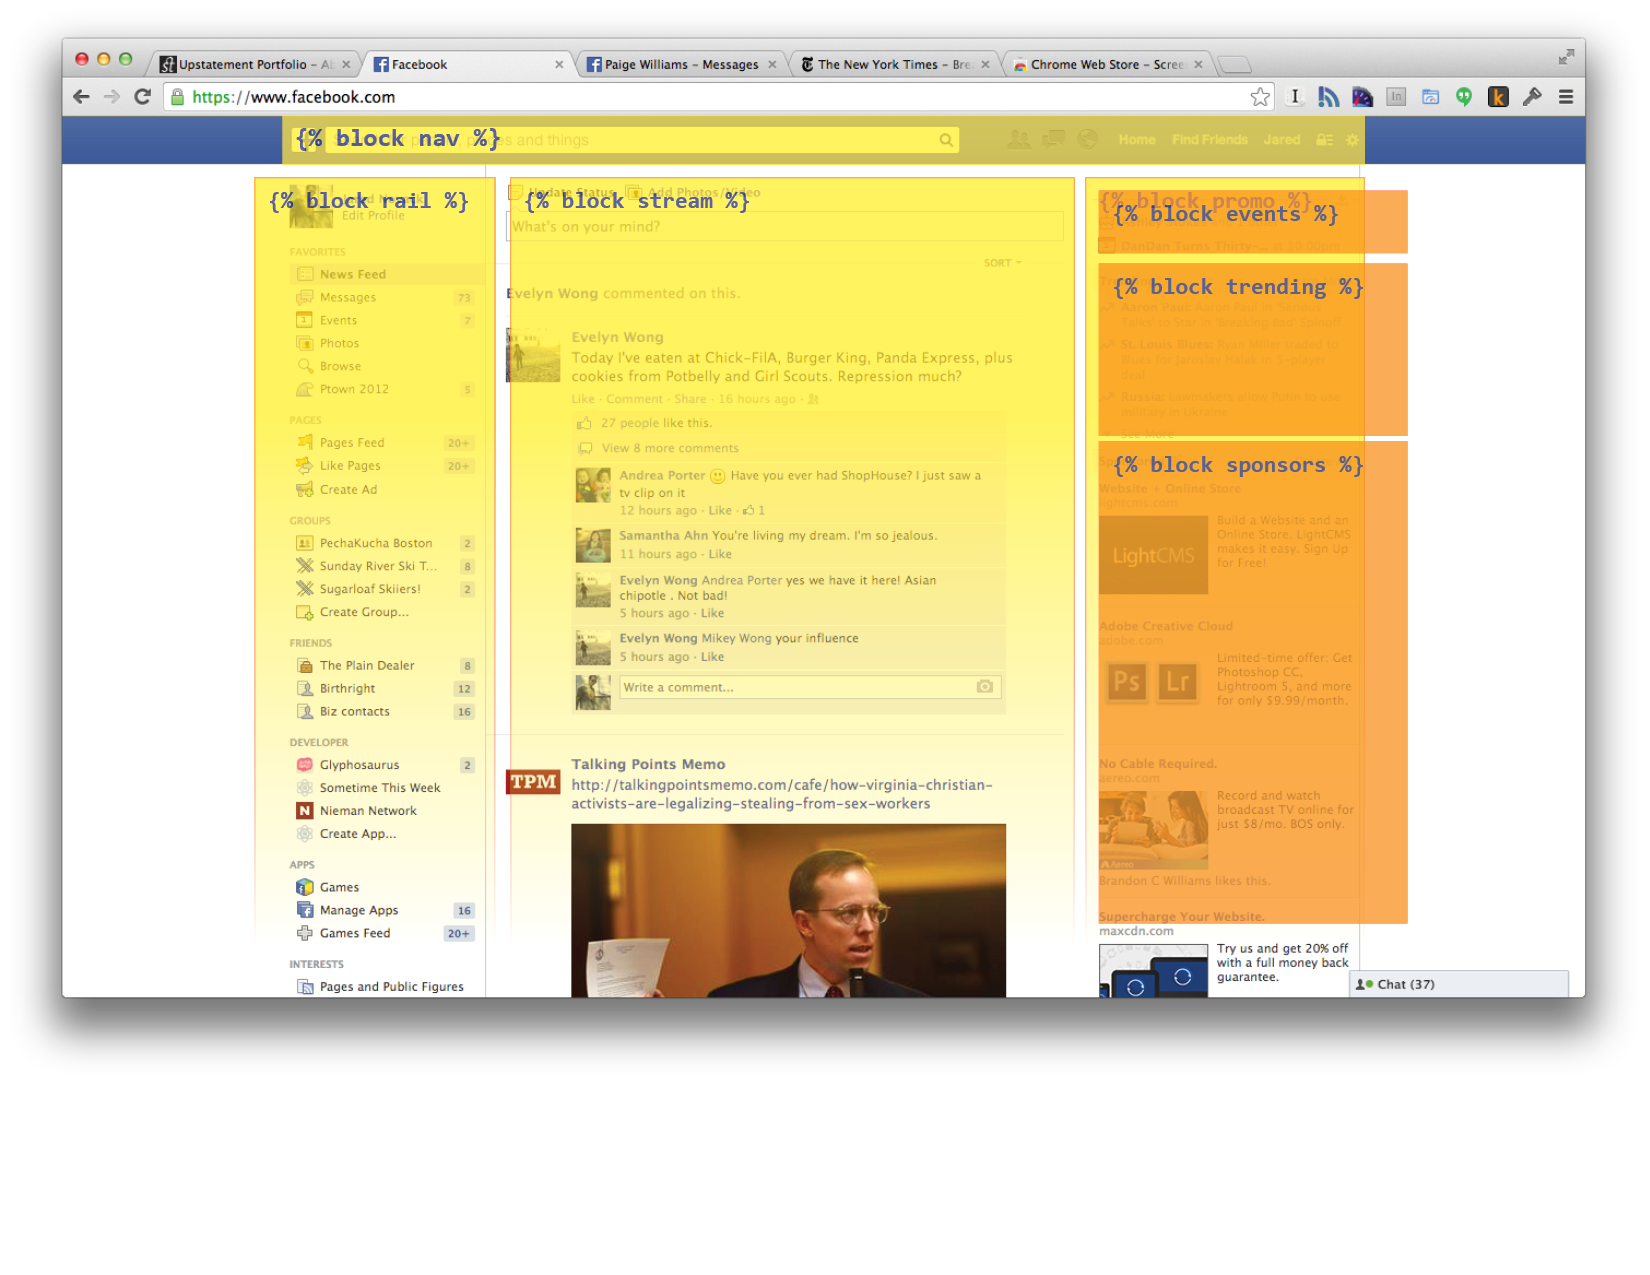 Upstatement Portfolio – Ab
Facebook
Paige Williams – Messages
The New York Times – Bre
Chrome Web Store – Scree
https://www.facebook.com
{% block nav %}
and things
Home Find Friends Jared
{% block rail %}
Edit Profile
FAVORITES
News Feed
Messages 73
Events 7
Photos
Browse
Ptown 2012 5
PAGES
Pages Feed 20+
Like Pages 20+
Create Ad
GROUPS
PechaKucha Boston 2
Sunday River Ski T... 8
Sugarloaf Skiiers! 2
Create Group...
FRIENDS
The Plain Dealer 8
Birthright 12
Biz contacts 16
DEVELOPER
Glyphosaurus 2
Sometime This Week
Nieman Network
Create App...
APPS
Games
Manage Apps 16
Games Feed 20+
INTERESTS
Pages and Public Figures
Update Status Add Photos/Video
{% block stream %}
What's on your mind?
SORT
Evelyn Wong commented on this.
Evelyn Wong
Today I've eaten at Chick-FilA, Burger King, Panda Express, plus
cookies from Potbelly and Girl Scouts. Repression much?
Like · Comment · Share · 16 hours ago ·
27 people like this.
View 8 more comments
Andrea Porter Have you ever had ShopHouse? I just saw a
tv clip on it
12 hours ago · Like · 1
Samantha Ahn You're living my dream. I'm so jealous.
11 hours ago · Like
Evelyn Wong Andrea Porter yes we have it here! Asian
chipotle . Not bad!
5 hours ago · Like
Evelyn Wong Mikey Wong your influence
5 hours ago · Like
Write a comment...
TPM
Talking Points Memo
http://talkingpointsmemo.com/cafe/how-virginia-christian-
activists-are-legalizing-stealing-from-sex-workers
{% block promo %}
{% block events %}
DanDan Turns Thirty-... at 10:00pm
{% block trending %}
Aaron Paul: Aaron Paul in 'Serious
Talks' to Star in 'Breaking Bad' Spinoff
St. Louis Blues: Ryan Miller traded to
Blues for Jaroslav Halak in 5-player
deal
Russia: Lawmakers allow Putin to use
military in Ukraine
See More
{% block sponsors %}
Website + Online Store
lightcms.com
LightCMS
Build a Website and an
Online Store. LightCMS
makes it easy. Sign Up
for Free!
Adobe Creative Cloud
adobe.com
Ps Lr
Limited-time offer: Get
Photoshop CC,
Lightroom 5, and more
for only $9.99/month.
No Cable Required.
aereo.com
Aereo
Record and watch
broadcast TV online for
just $8/mo. BOS only.
Brandon C Williams likes this.
Supercharge Your Website.
maxcdn.com
Try us and get 20% off
with a full money back
guarantee.
Chat (37)